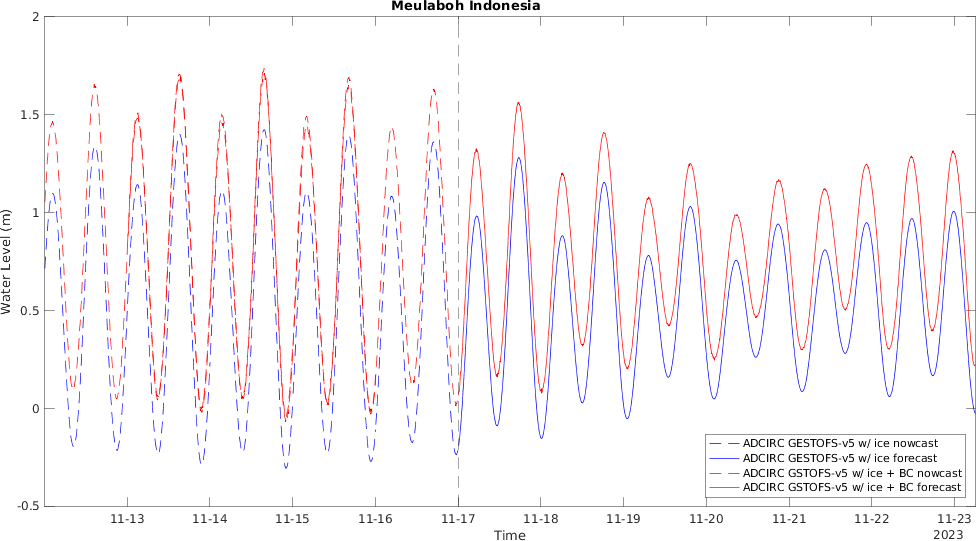 Meulaboh Indonesia
2
1.5
1
0.5
0
-0.5
Water Level (m)
ADCIRC GESTOFS-v5 w/ ice nowcast
ADCIRC GESTOFS-v5 w/ ice forecast
ADCIRC GSTOFS-v5 w/ ice + BC nowcast
ADCIRC GSTOFS-v5 w/ ice + BC forecast
11-13 11-14 11-15 11-16 11-17 11-18 11-19 11-20 11-21 11-22 11-23
Time
2023